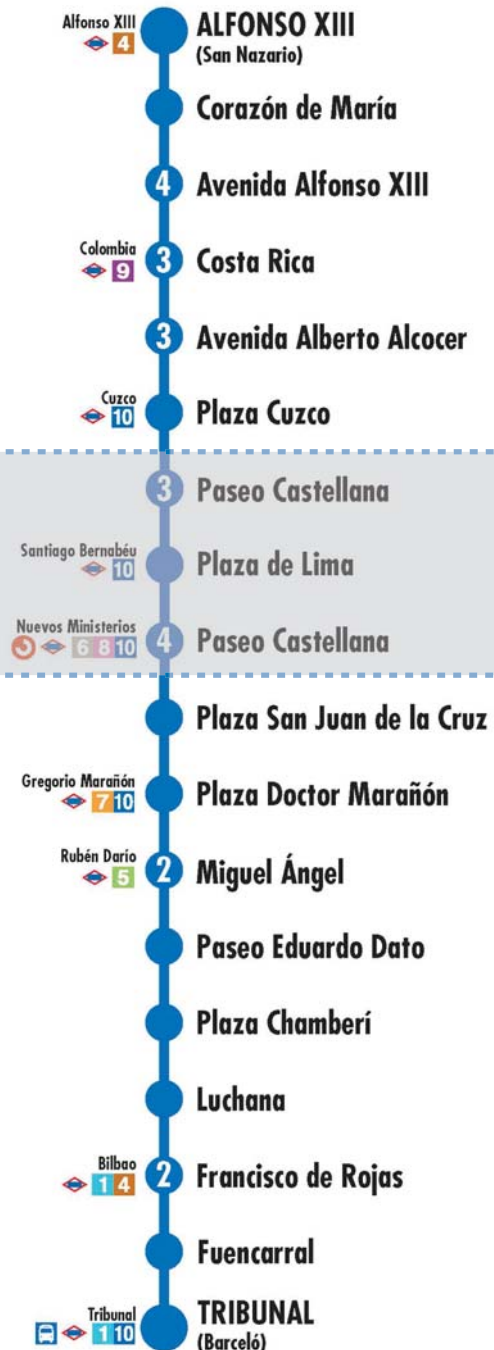 Alfonso XIII
4
ALFONSO XIII
(San Nazario)
Corazón de María
4 Avenida Alfonso XIII
Colombia
9
3 Costa Rica
3 Avenida Alberto Alcocer
Cuzco
10
Plaza Cuzco
3 Paseo Castellana
Santiago Bernabéu
10
Plaza de Lima
Nuevos Ministerios
6 8 10
4 Paseo Castellana
Plaza San Juan de la Cruz
Gregorio Marañón
7 10
Plaza Doctor Marañón
Rubén Darío
5
2 Miguel Ángel
Paseo Eduardo Dato
Plaza Chamberí
Luchana
Bilbao
1 4
2 Francisco de Rojas
Fuencarral
Tribunal
1 10
TRIBUNAL
(Barceló)